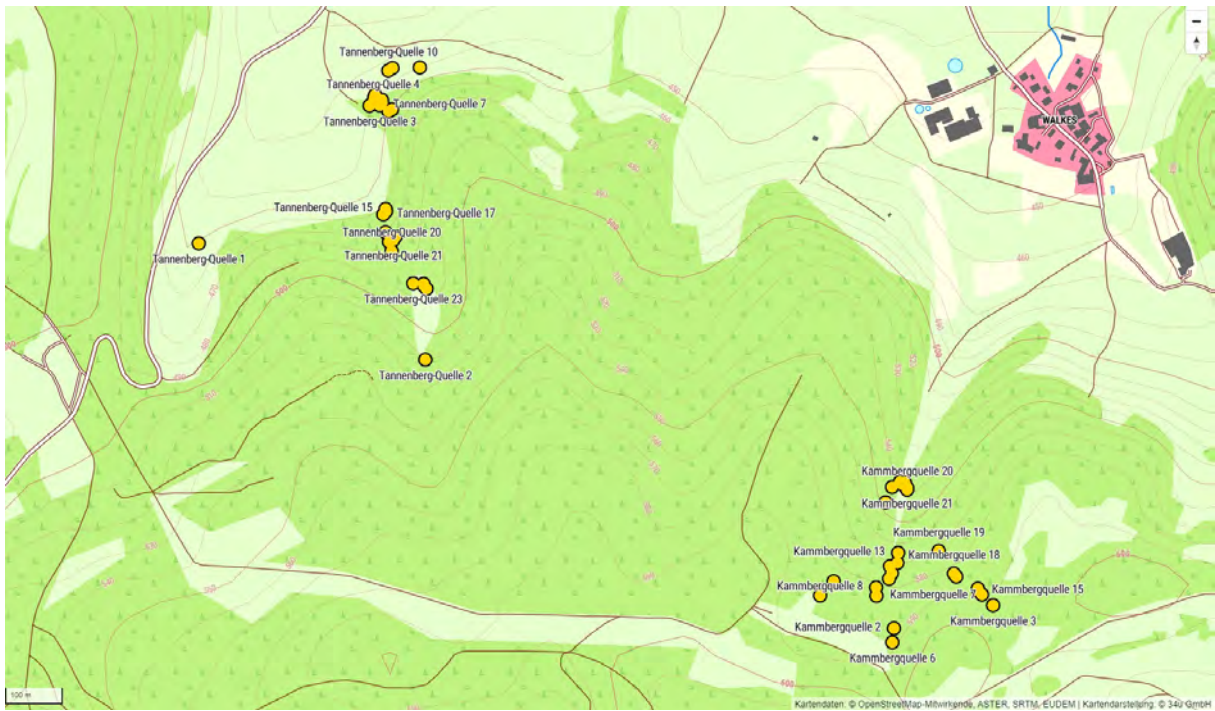 Tannenberg-Quelle 10
Tannenberg-Quelle 4
Tannenberg-Quelle 7
Tannenberg-Quelle 3
WALKES
Tannenberg-Quelle 15
Tannenberg-Quelle 17
Tannenberg-Quelle 20
Tannenberg-Quelle 21
Tannenberg-Quelle 1
Tannenberg-Quelle 23
Tannenberg-Quelle 2
Kammbergquelle 20
Kammbergquelle 21
Kammbergquelle 19
Kammbergquelle 13
Kammbergquelle 18
Kammbergquelle 8
Kammbergquelle 7
Kammbergquelle 15
Kammbergquelle 3
Kammbergquelle 2
Kammbergquelle 6
100 m
Kartendaten: © OpenStreetMap-Mitwirkende, ASTER, SRTM, EUDEM | Kartendarstellung: © 34u GmbH